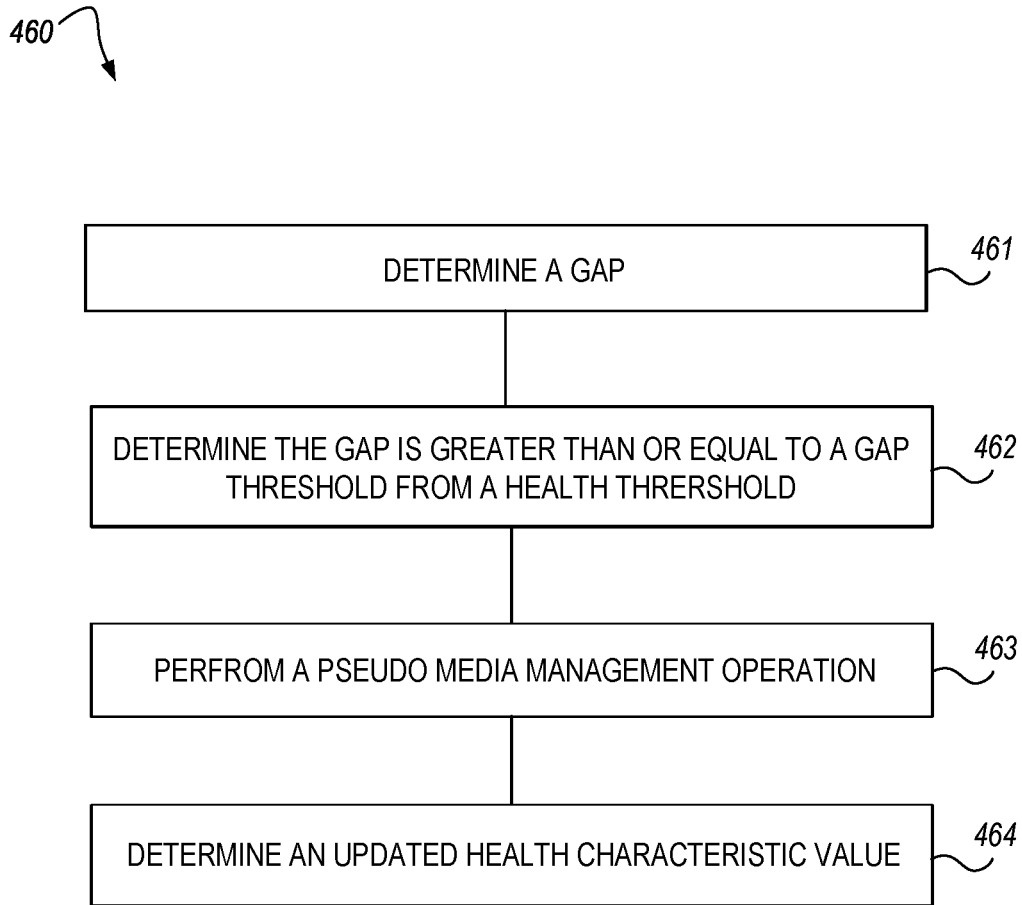 460
DETERMINE A GAP
461
DETERMINE THE GAP IS GREATER THAN OR EQUAL TO A GAP
THRESHOLD FROM A HEALTH THRERSHOLD
462
PERFROM A PSEUDO MEDIA MANAGEMENT OPERATION
463
DETERMINE AN UPDATED HEALTH CHARACTERISTIC VALUE
464